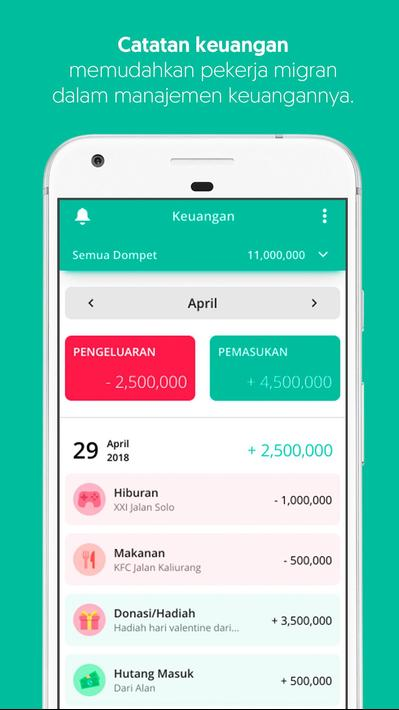 Catatan keuangan
memudahkan pekerja migran
dalam manajemen keuangannya.
Keuangan
Semua Dompet 11,000,000
April
PENGELUARAN
- 2,500,000
PEMASUKAN
+ 4,500,000
29 April 2018 + 2,500,000
Hiburan
XXI Jalan Solo
- 1,000,000
Makanan
KFC Jalan Kaliurang
- 500,000
Donasi/Hadiah
Hadiah hari valentine dari...
+ 3,500,000
Hutang Masuk
Dari Alan
+ 500,000